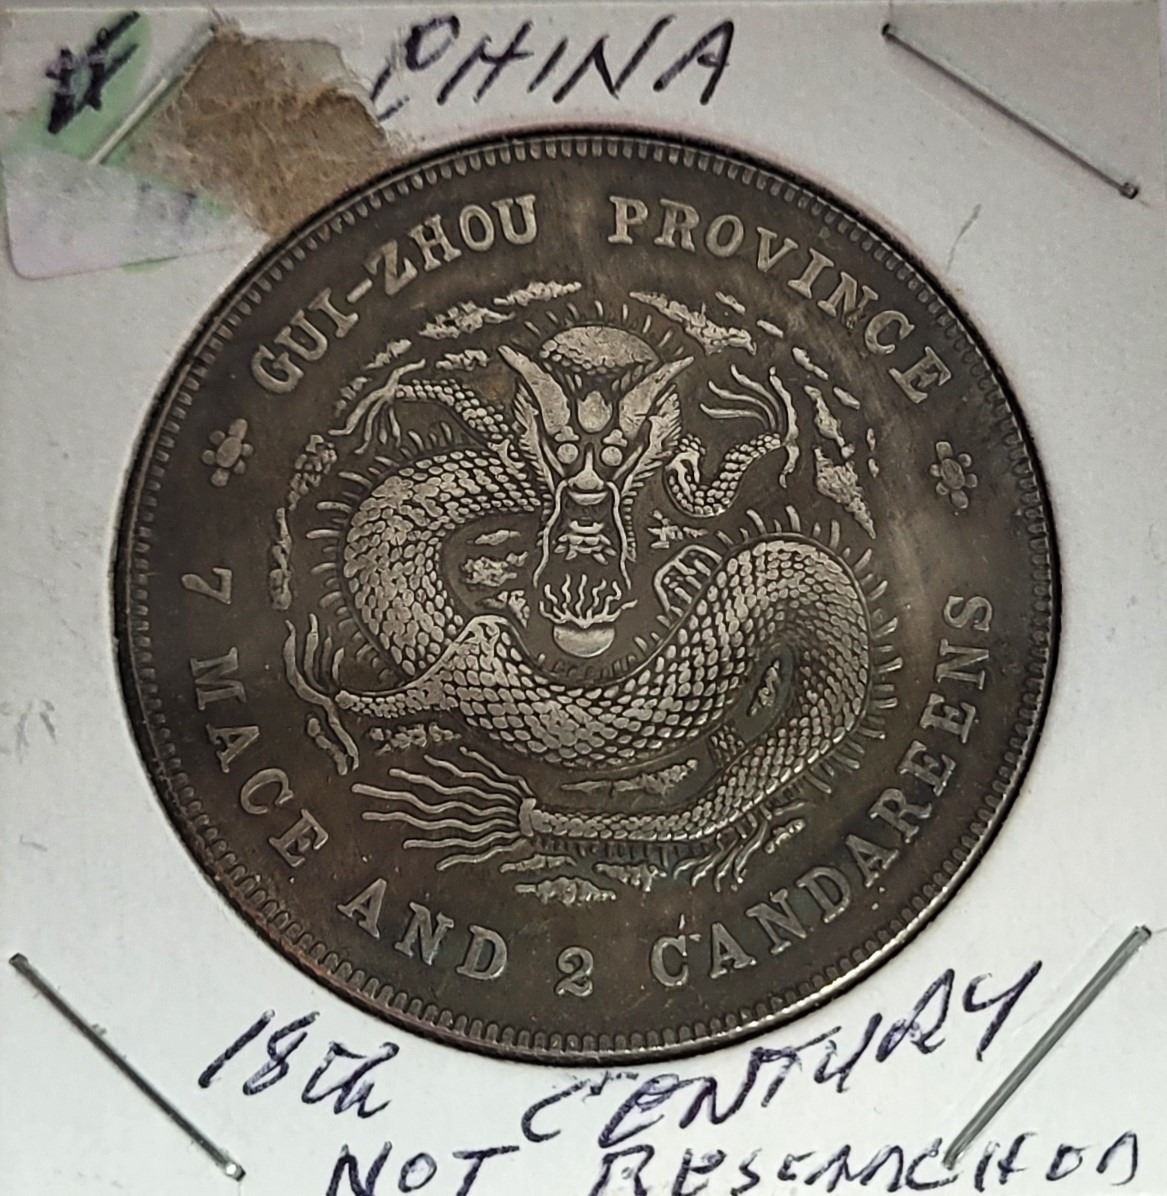 # CHINA
GUI-ZHOU PROVINCE
7 MACE AND 2 CANDAREENS
18th CENTURY
NOT RESEARCHED